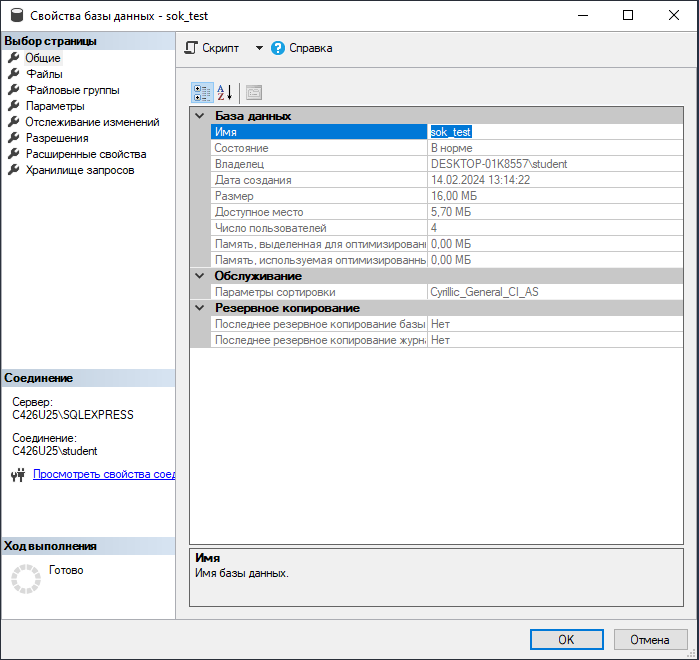 Свойства базы данных - sok_test
Выбор страницы
Общие
Файлы
Файловые группы
Параметры
Отслеживание изменений
Разрешения
Расширенные свойства
Хранилище запросов
Скрипт
Справка
База данных
Имя sok_test
Состояние В норме
Владелец DESKTOP-01K8557\student
Дата создания 14.02.2024 13:14:22
Размер 16,00 МБ
Доступное место 5,70 МБ
Число пользователей 4
Память, выделенная для оптимизирован 0,00 МБ
Память, используемая оптимизированны 0,00 МБ
Обслуживание
Параметры сортировки Cyrillic_General_CI_AS
Резервное копирование
Последнее резервное копирование базы Нет
Последнее резервное копирование журн Нет
Соединение
Сервер:
C426U25\SQLEXPRESS
Соединение:
C426U25\student
Просмотреть свойства соед
Ход выполнения
Готово
Имя
Имя базы данных.
OK
Отмена